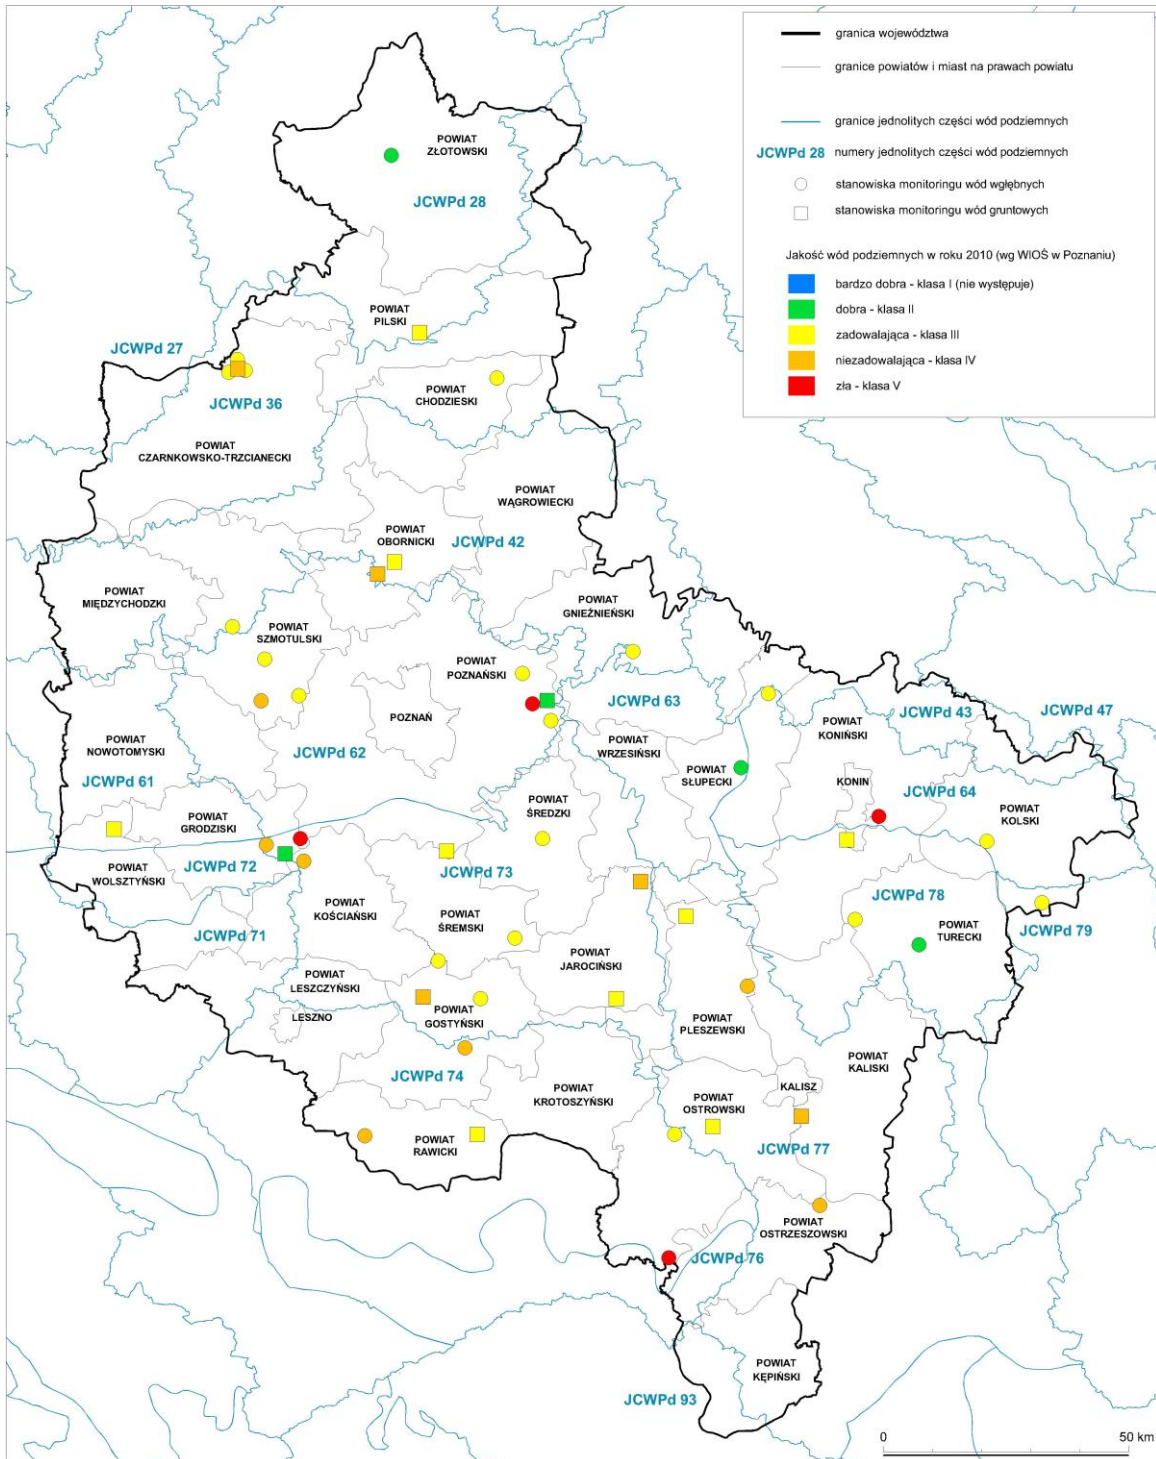 granica województwa
granice powiatów i miast na prawach powiatu
granice jednolitych części wód podziemnych
JCWPd 28 numery jednolitych części wód podziemnych
stanowiska monitoringu wód wgłębnych
stanowiska monitoringu wód gruntowych
Jakość wód podziemnych w roku 2010 (wg WIOŚ w Poznaniu)
bardzo dobra - klasa I (nie występuje)
dobra - klasa II
zadowalająca - klasa III
niezadowalająca - klasa IV
zła - klasa V
POWIAT
ZŁOTOWSKI
JCWPd 28
POWIAT
PILSKI
JCWPd 27
JCWPd 36
POWIAT
CHODZIESKI
POWIAT
CZARNKOWSKO-TRZCIANECKI
POWIAT
WĄGROWIECKI
POWIAT
OBORNICKI
JCWPd 42
POWIAT
MIĘDZYCHODZKI
POWIAT
GNIEŹNIEŃSKI
POWIAT
SZMOTULSKI
POWIAT
POZNAŃSKI
POZNAŃ
JCWPd 63
JCWPd 43
JCWPd 47
POWIAT
KONIŃSKI
POWIAT
NOWOTOMYSKI
JCWPd 62
POWIAT
WRZESIŃSKI
POWIAT
SŁUPECKI
JCWPd 61
KONIN
JCWPd 64
POWIAT
ŚREDZKI
POWIAT
KOLSKI
POWIAT
GRODZISKI
POWIAT
WOLSZTYŃSKI
JCWPd 72
JCWPd 73
POWIAT
KOŚCIAŃSKI
POWIAT
ŚREMSKI
JCWPd 78
POWIAT
TURECKI
JCWPd 79
JCWPd 71
POWIAT
JAROCIŃSKI
POWIAT
LESZCZYŃSKI
LESZNO
POWIAT
GOSTYŃSKI
POWIAT
PLESZEWSKI
POWIAT
KALISKI
JCWPd 74
POWIAT
KROTOSZYŃSKI
KALISZ
POWIAT
OSTROWSKI
POWIAT
RAWICKI
JCWPd 77
POWIAT
OSTRZESZOWSKI
JCWPd 76
POWIAT
KĘPIŃSKI
JCWPd 93
0 50 km